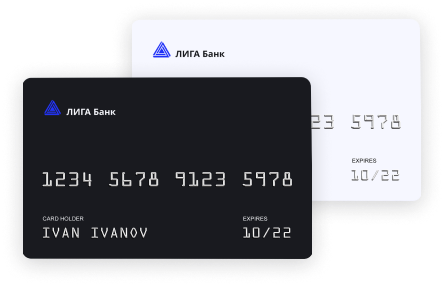 ЛИГА Банк
23 5978
EXPIRES
10/22
ЛИГА Банк
1234 5678 9123 5978
CARD HOLDER
EXPIRES
IVAN IVANOV
10/22